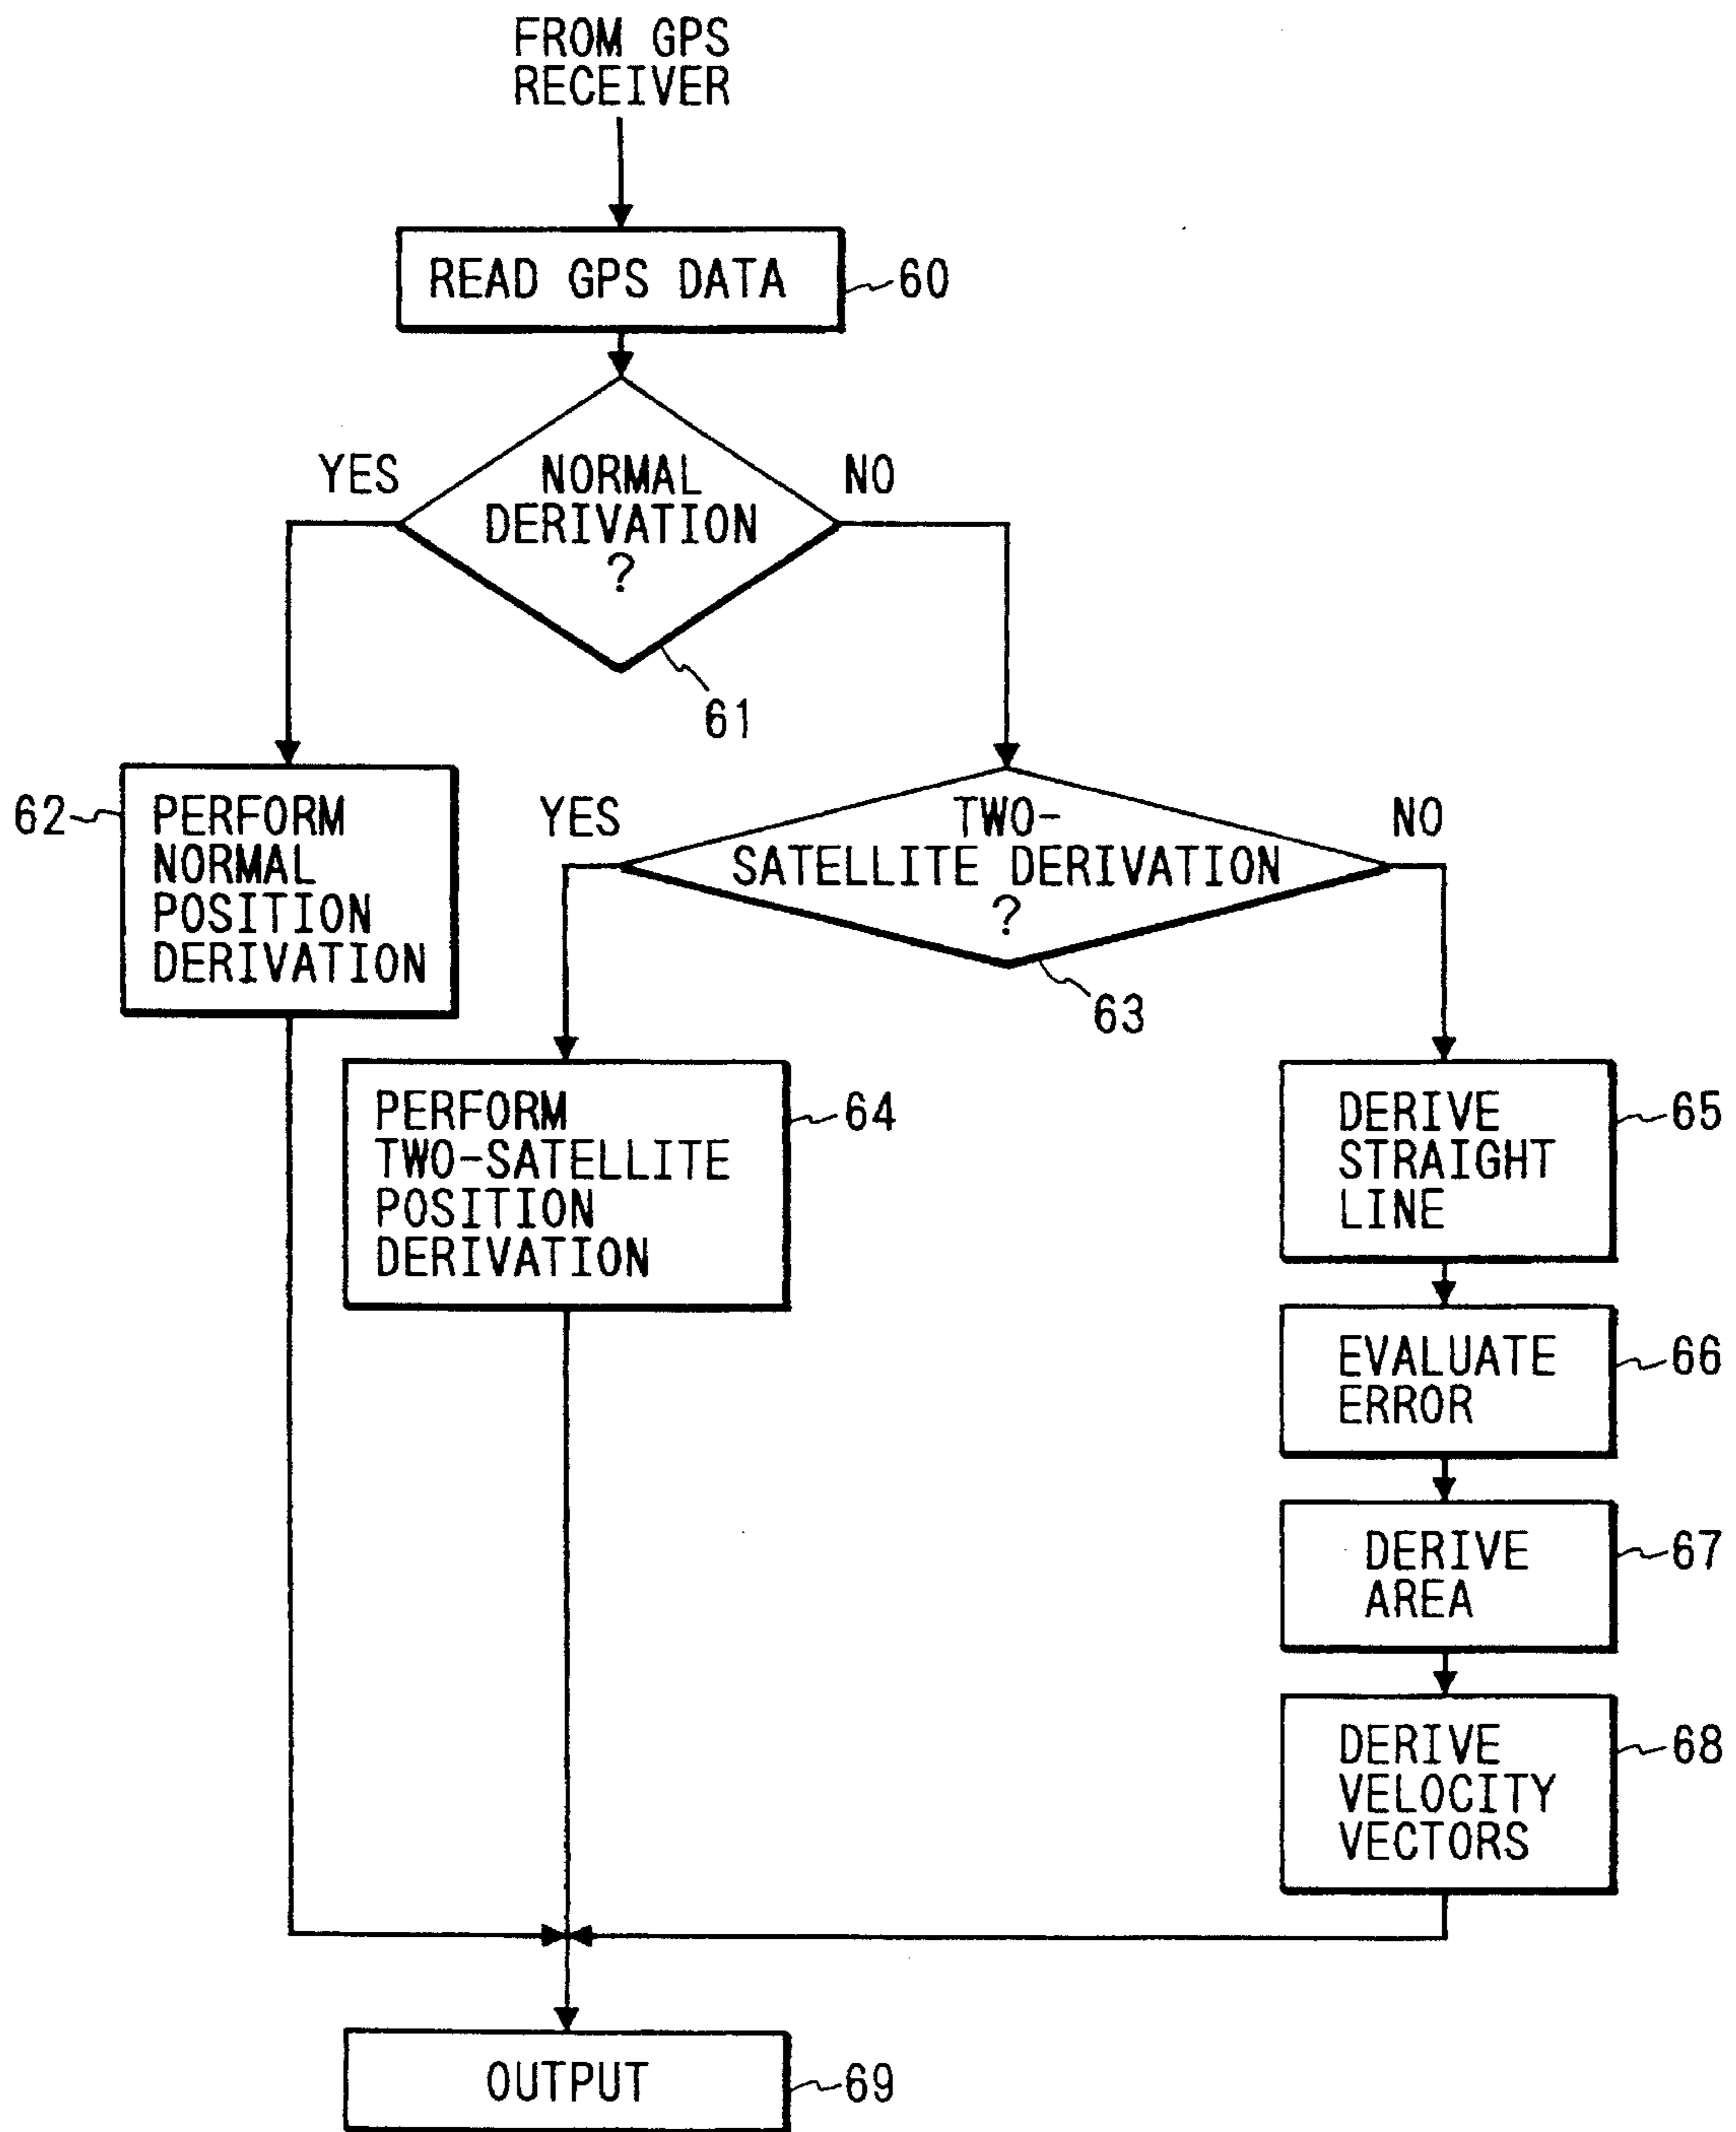 FROM GPS
RECEIVER
READ GPS DATA
60
YES
NORMAL
DERIVATION
?
NO
61
62
PERFORM
NORMAL
POSITION
DERIVATION
YES
TWO-
SATELLITE DERIVATION
?
NO
63
PERFORM
TWO-SATELLITE
POSITION
DERIVATION
64
DERIVE
STRAIGHT
LINE
65
EVALUATE
ERROR
66
DERIVE
AREA
67
DERIVE
VELOCITY
VECTORS
68
OUTPUT
69